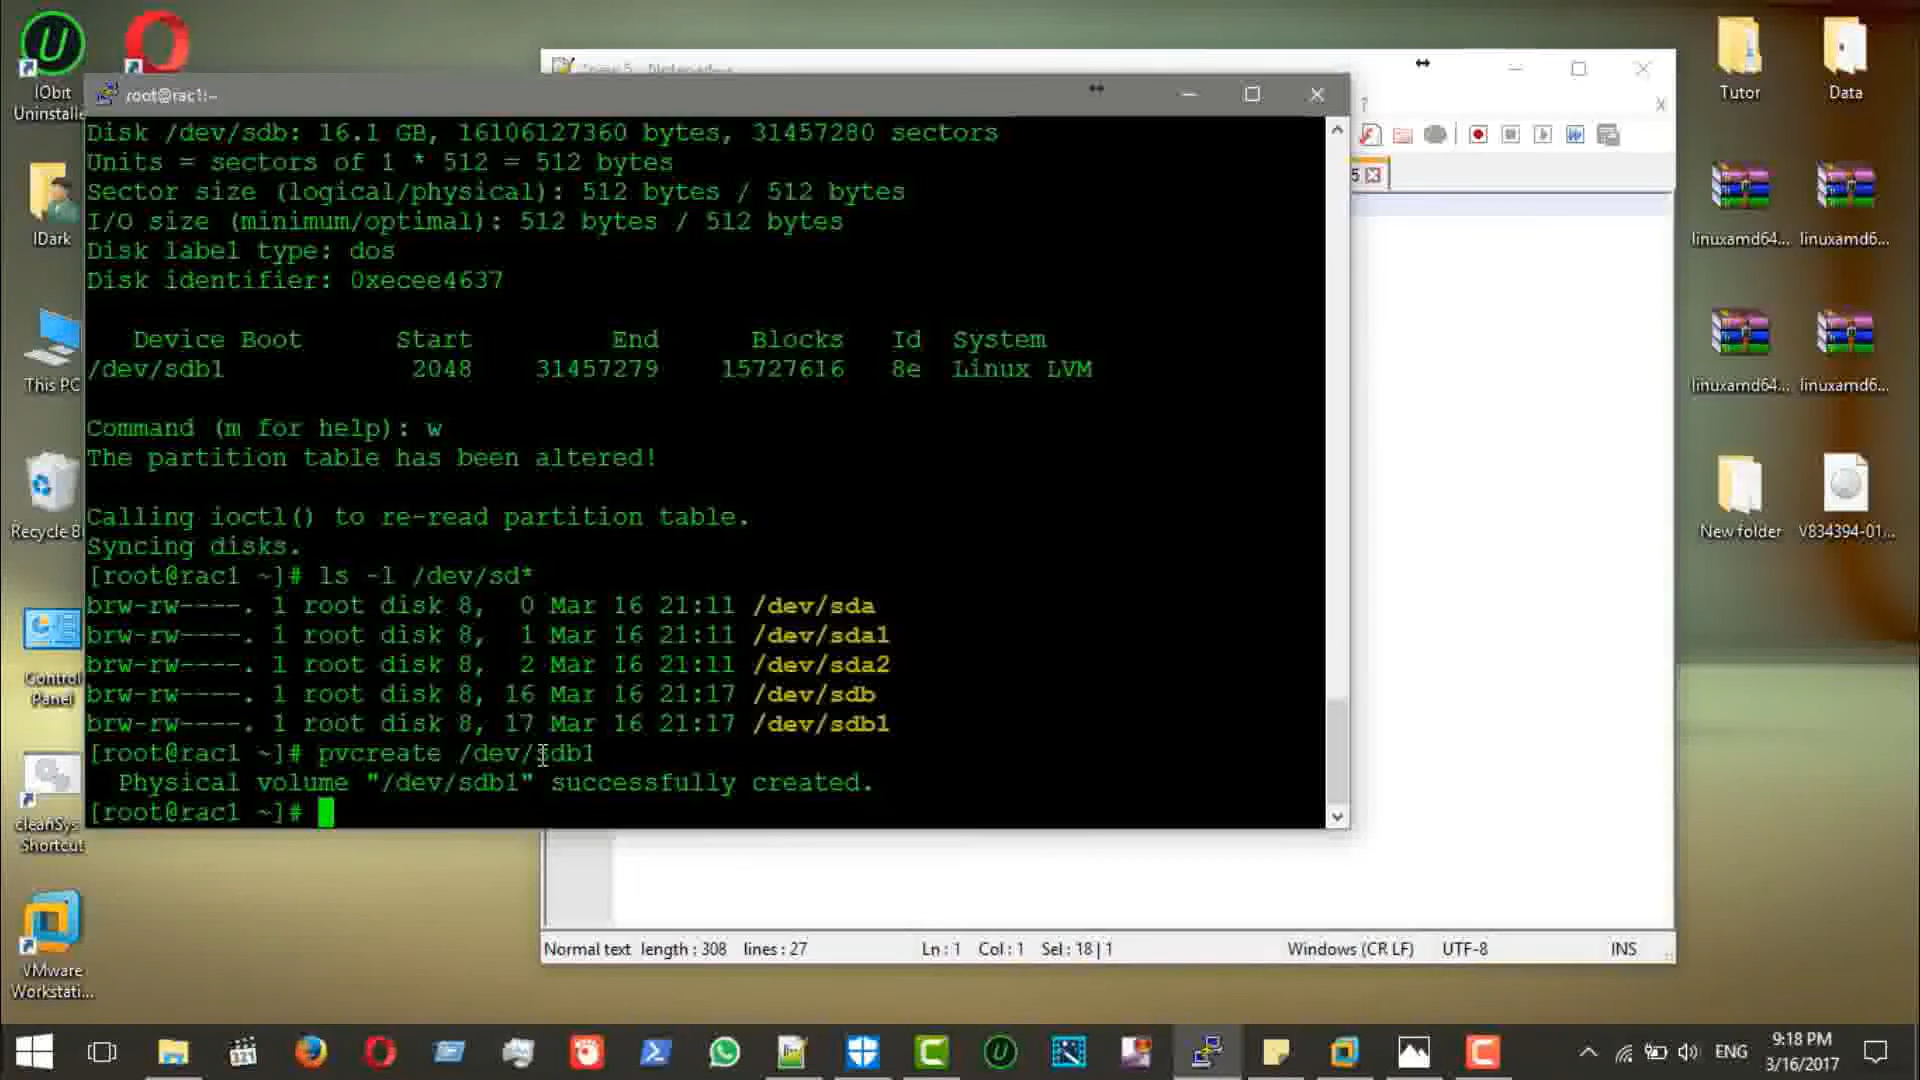 IObit
Uninstalle
IDark
This PC
Recycle B
Control
Panel
cleanSys
Shortcut
VMware
Workstati...
root@rac1:~
Disk /dev/sdb: 16.1 GB, 16106127360 bytes, 31457280 sectors
Units = sectors of 1 * 512 = 512 bytes
Sector size (logical/physical): 512 bytes / 512 bytes
I/O size (minimum/optimal): 512 bytes / 512 bytes
Disk label type: dos
Disk identifier: 0xecee4637
Device Boot Start End Blocks Id System
/dev/sdb1 2048 31457279 15727616 8e Linux LVM
Command (m for help): w
The partition table has been altered!
Calling ioctl() to re-read partition table.
Syncing disks.
[root@rac1 ~]# ls -l /dev/sd*
brw-rw----. 1 root disk 8, 0 Mar 16 21:11 /dev/sda
brw-rw----. 1 root disk 8, 1 Mar 16 21:11 /dev/sda1
brw-rw----. 1 root disk 8, 2 Mar 16 21:11 /dev/sda2
brw-rw----. 1 root disk 8, 16 Mar 16 21:17 /dev/sdb
brw-rw----. 1 root disk 8, 17 Mar 16 21:17 /dev/sdb1
[root@rac1 ~]# pvcreate /dev/sdb1
Physical volume "/dev/sdb1" successfully created.
[root@rac1 ~]#
?
5
Normal text length : 308 lines : 27 Ln : 1 Col : 1 Sel : 18 | 1 Windows (CR LF) UTF-8 INS
Tutor
Data
linuxamd64...
linuxamd6...
linuxamd64...
linuxamd6...
New folder
V834394-01...
321
ENG
9:18 PM
3/16/2017